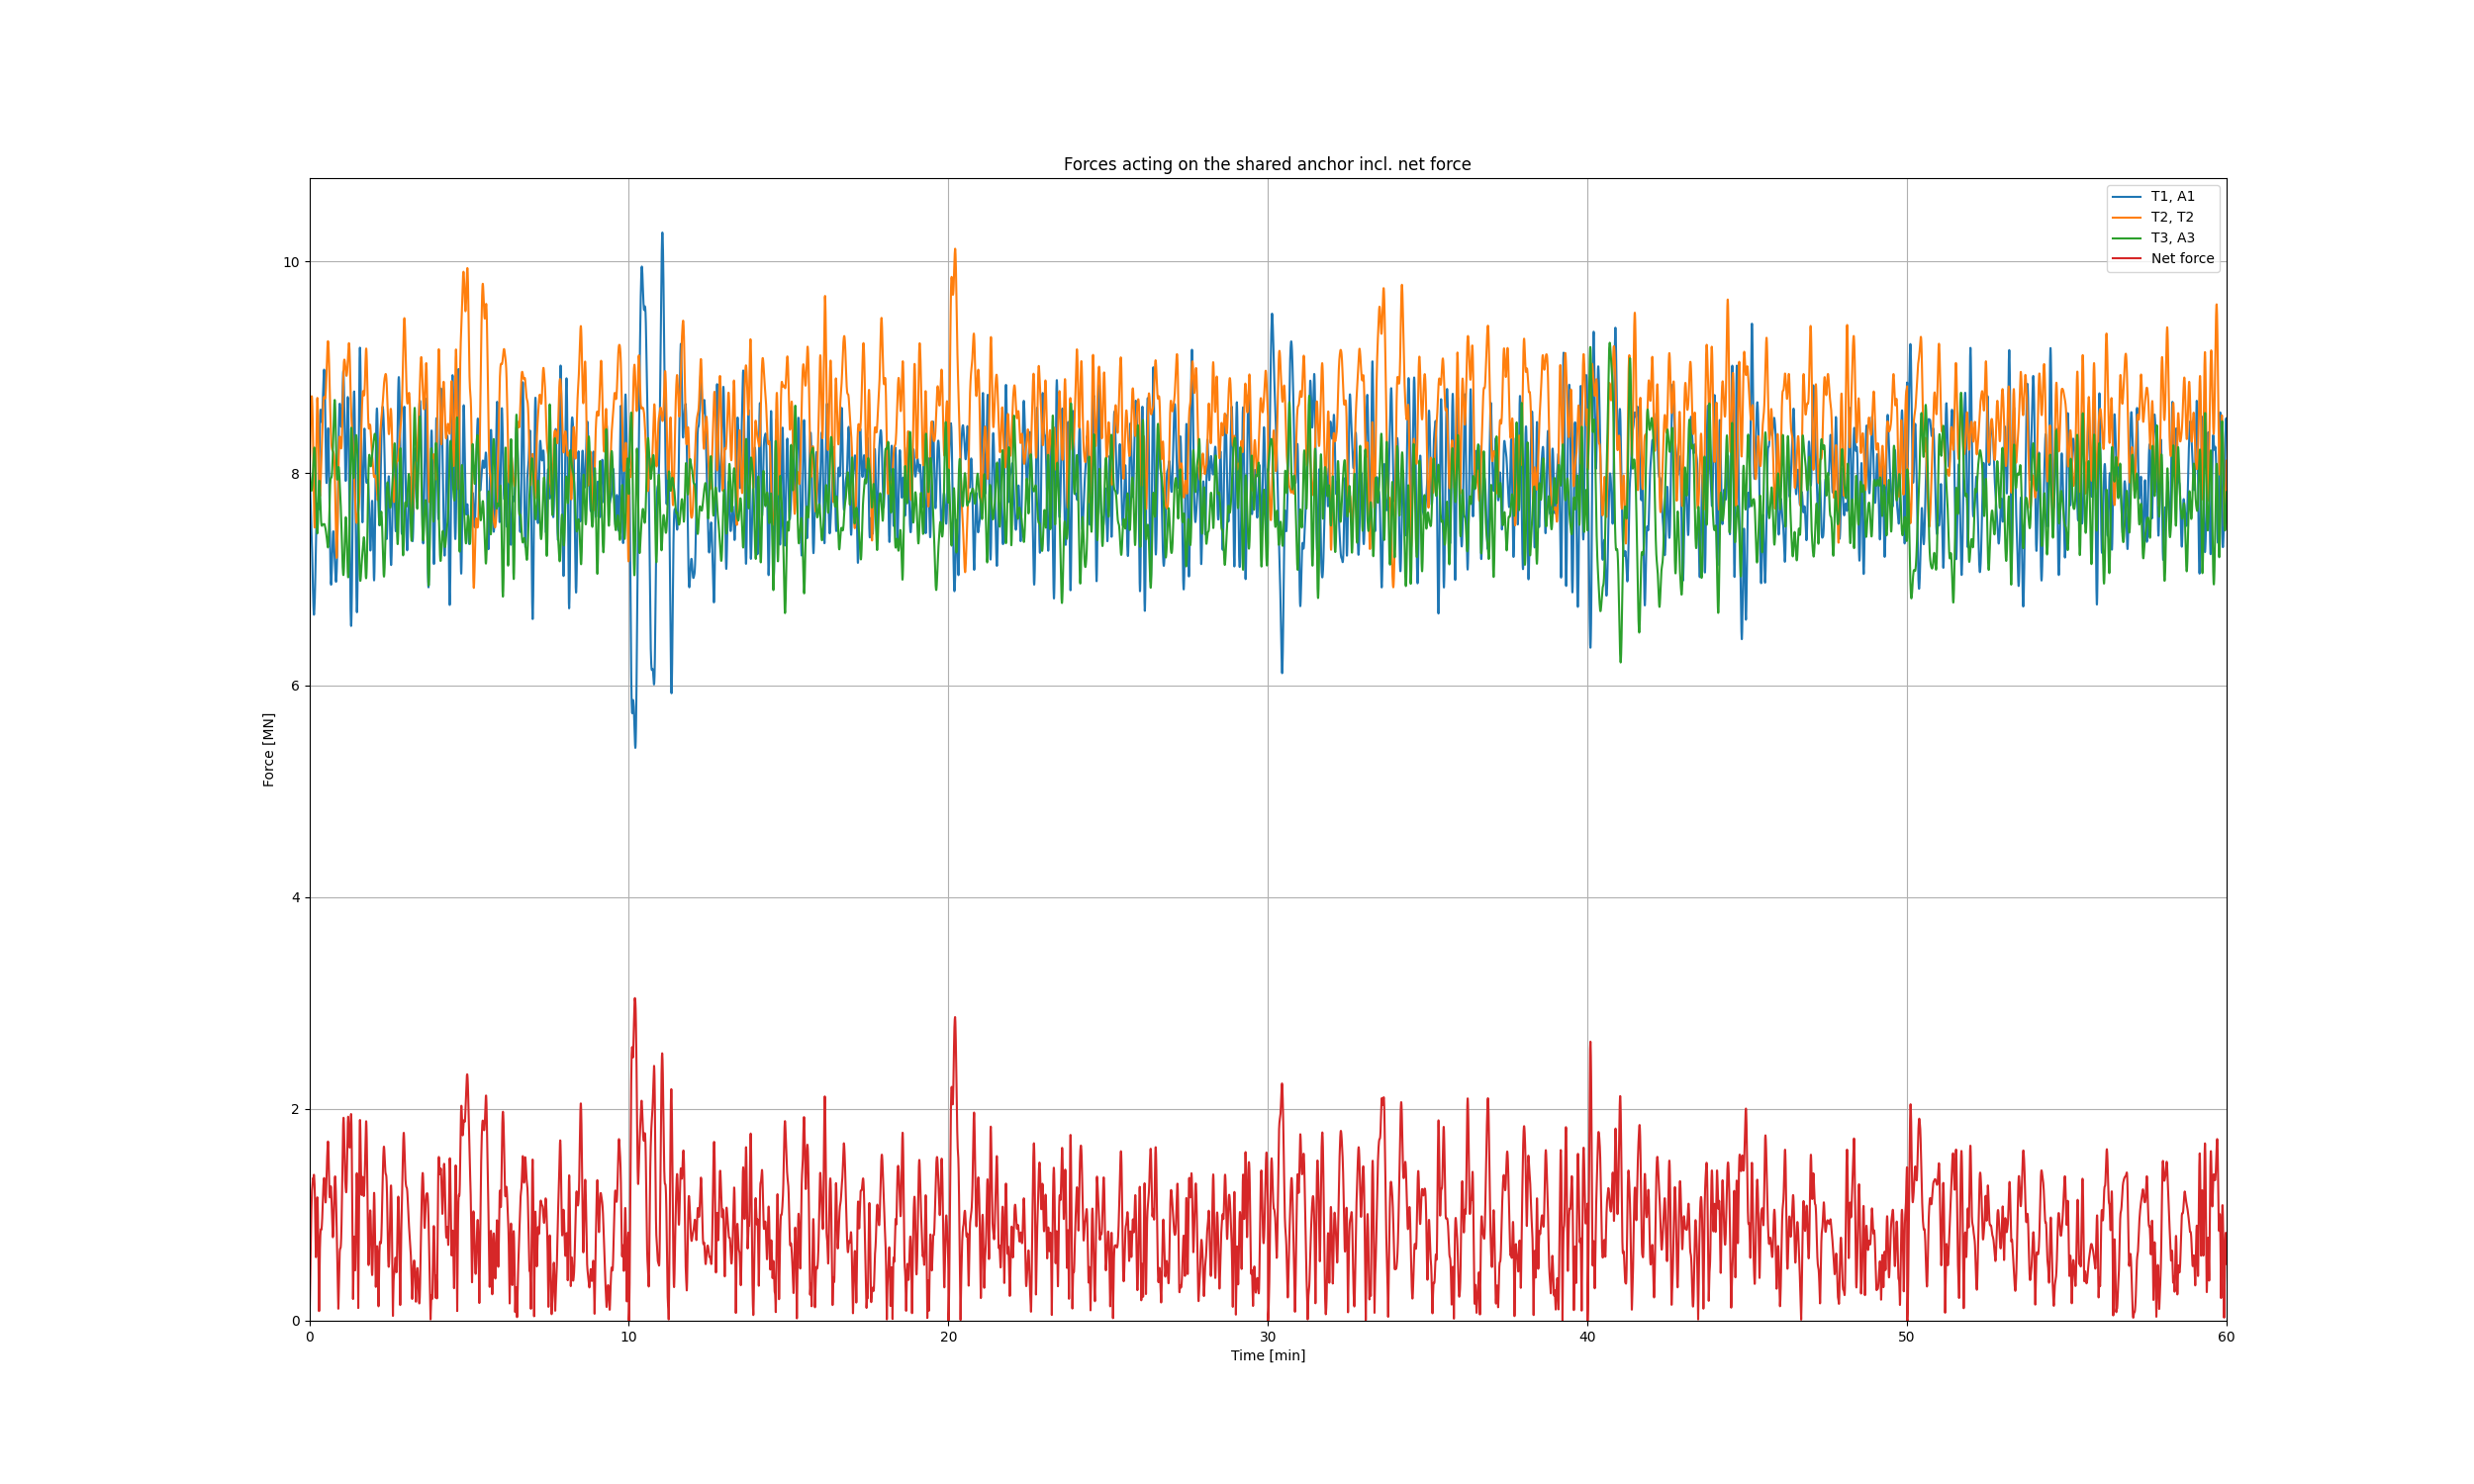 Forces acting on the shared anchor incl. net force
T1, A1
T2, T2
T3, A3
Net force
10
8
6
4
2
0
Force [MN]
0 10 20 30 40 50 60
Time [min]